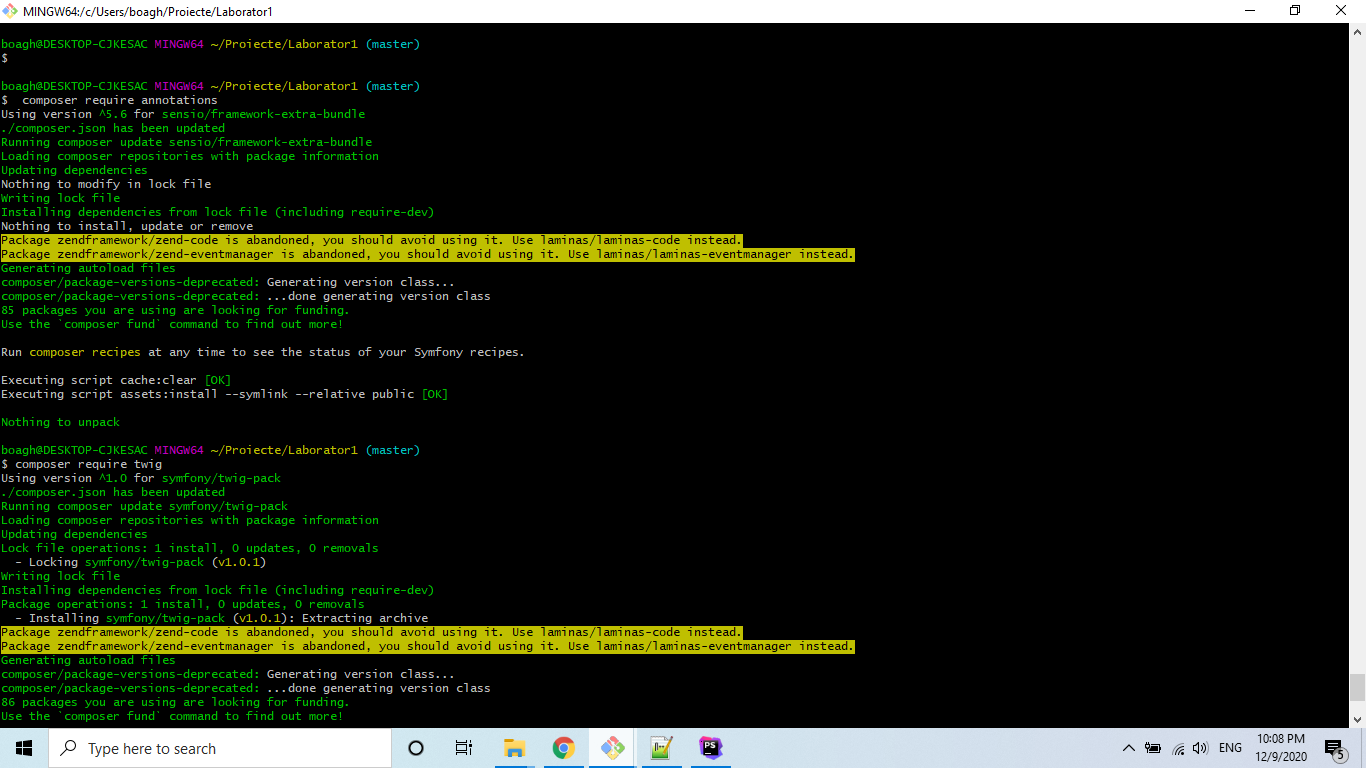 MINGW64:/c/Users/boagh/Proiecte/Laborator1
boagh@DESKTOP-CJKESAC MINGW64 ~/Proiecte/Laborator1 (master)
$
boagh@DESKTOP-CJKESAC MINGW64 ~/Proiecte/Laborator1 (master)
$  composer require annotations
Using version ^5.6 for sensio/framework-extra-bundle
./composer.json has been updated
Running composer update sensio/framework-extra-bundle
Loading composer repositories with package information
Updating dependencies
Nothing to modify in lock file
Writing lock file
Installing dependencies from lock file (including require-dev)
Nothing to install, update or remove
Package zendframework/zend-code is abandoned, you should avoid using it. Use laminas/laminas-code instead.
Package zendframework/zend-eventmanager is abandoned, you should avoid using it. Use laminas/laminas-eventmanager instead.
Generating autoload files
composer/package-versions-deprecated: Generating version class...
composer/package-versions-deprecated: ...done generating version class
85 packages you are using are looking for funding.
Use the `composer fund` command to find out more!
Run composer recipes at any time to see the status of your Symfony recipes.
Executing script cache:clear [OK]
Executing script assets:install --symlink --relative public [OK]
Nothing to unpack
boagh@DESKTOP-CJKESAC MINGW64 ~/Proiecte/Laborator1 (master)
$ composer require twig
Using version ^1.0 for symfony/twig-pack
./composer.json has been updated
Running composer update symfony/twig-pack
Loading composer repositories with package information
Updating dependencies
Lock file operations: 1 install, 0 updates, 0 removals
  - Locking symfony/twig-pack (v1.0.1)
Writing lock file
Installing dependencies from lock file (including require-dev)
Package operations: 1 install, 0 updates, 0 removals
  - Installing symfony/twig-pack (v1.0.1): Extracting archive
Package zendframework/zend-code is abandoned, you should avoid using it. Use laminas/laminas-code instead.
Package zendframework/zend-eventmanager is abandoned, you should avoid using it. Use laminas/laminas-eventmanager instead.
Generating autoload files
composer/package-versions-deprecated: Generating version class...
composer/package-versions-deprecated: ...done generating version class
86 packages you are using are looking for funding.
Use the `composer fund` command to find out more!
Type here to search
PS
ENG
10:08 PM
12/9/2020
5